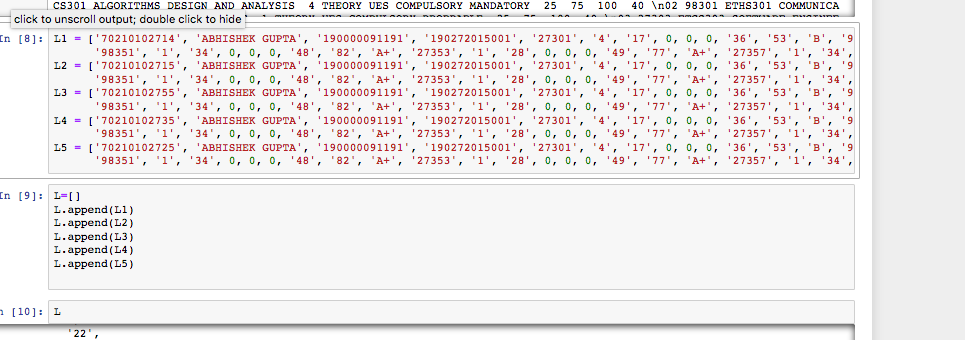 CS301 ALGORITHMS DESIGN AND ANALYSIS 4 THEORY UES COMPULSORY MANDATORY 25 75 100 40 \n02 98301 ETHS301 COMMUNICA
click to unscroll output; double click to hide
In [8]: L1 = ['70210102714', 'ABHISHEK GUPTA', '190000091191', '190272015001', '27301', '4', '17', 0, 0, 0, '36', '53', 'B', '9
'98351', '1', '34', 0, 0, 0, '48', '82', 'A+', '27353', '1', '28', 0, 0, 0, '49', '77', 'A+', '27357', '1', '34',
L2 = ['70210102715', 'ABHISHEK GUPTA', '190000091191', '190272015001', '27301', '4', '17', 0, 0, 0, '36', '53', 'B', '9
'98351', '1', '34', 0, 0, 0, '48', '82', 'A+', '27353', '1', '28', 0, 0, 0, '49', '77', 'A+', '27357', '1', '34',
L3 = ['70210102755', 'ABHISHEK GUPTA', '190000091191', '190272015001', '27301', '4', '17', 0, 0, 0, '36', '53', 'B', '9
'98351', '1', '34', 0, 0, 0, '48', '82', 'A+', '27353', '1', '28', 0, 0, 0, '49', '77', 'A+', '27357', '1', '34',
L4 = ['70210102735', 'ABHISHEK GUPTA', '190000091191', '190272015001', '27301', '4', '17', 0, 0, 0, '36', '53', 'B', '9
'98351', '1', '34', 0, 0, 0, '48', '82', 'A+', '27353', '1', '28', 0, 0, 0, '49', '77', 'A+', '27357', '1', '34',
L5 = ['70210102725', 'ABHISHEK GUPTA', '190000091191', '190272015001', '27301', '4', '17', 0, 0, 0, '36', '53', 'B', '9
'98351', '1', '34', 0, 0, 0, '48', '82', 'A+', '27353', '1', '28', 0, 0, 0, '49', '77', 'A+', '27357', '1', '34',
In [9]: L=[]
L.append(L1)
L.append(L2)
L.append(L3)
L.append(L4)
L.append(L5)
n [10]: L
'22',